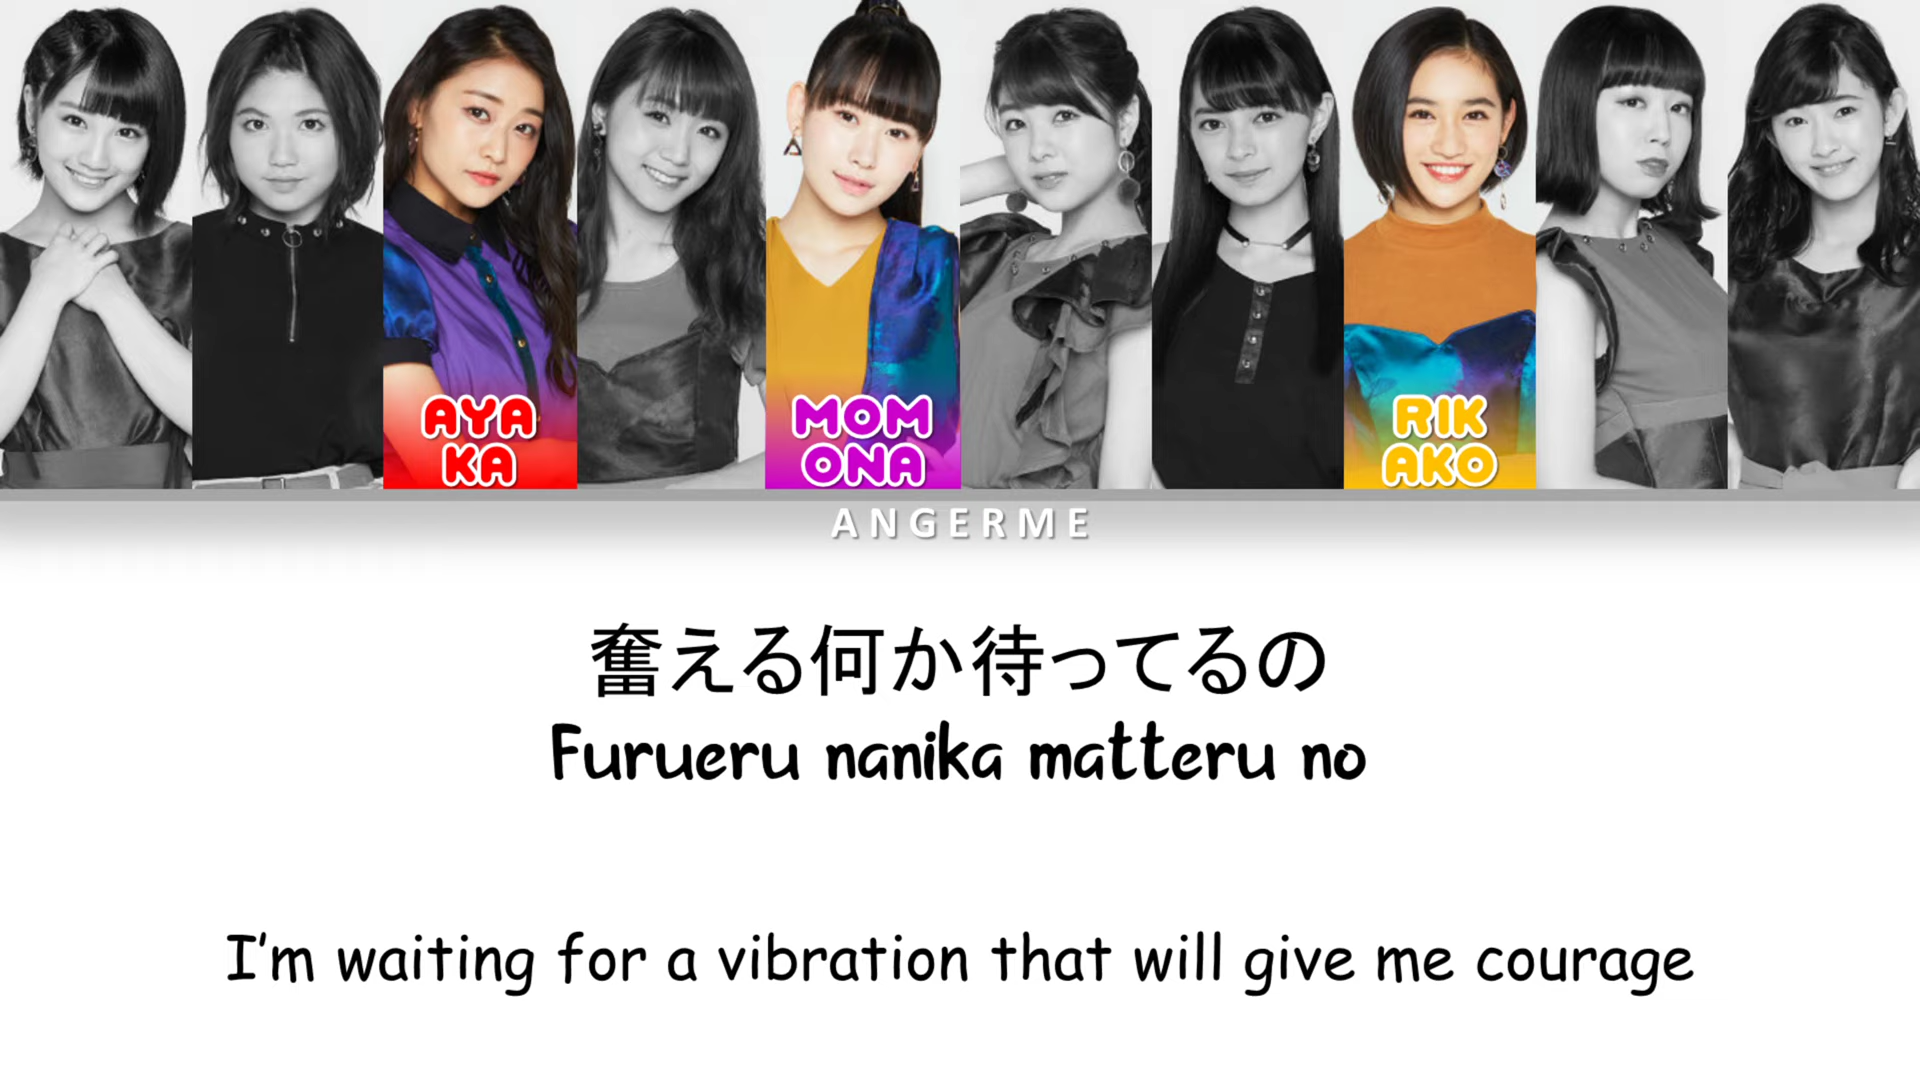 AYA
KA
MOM
ONA
RIK
AKO
ANGERME
奮える何か待ってるの
Furueru nanika matteru no
I'm waiting for a vibration that will give me courage